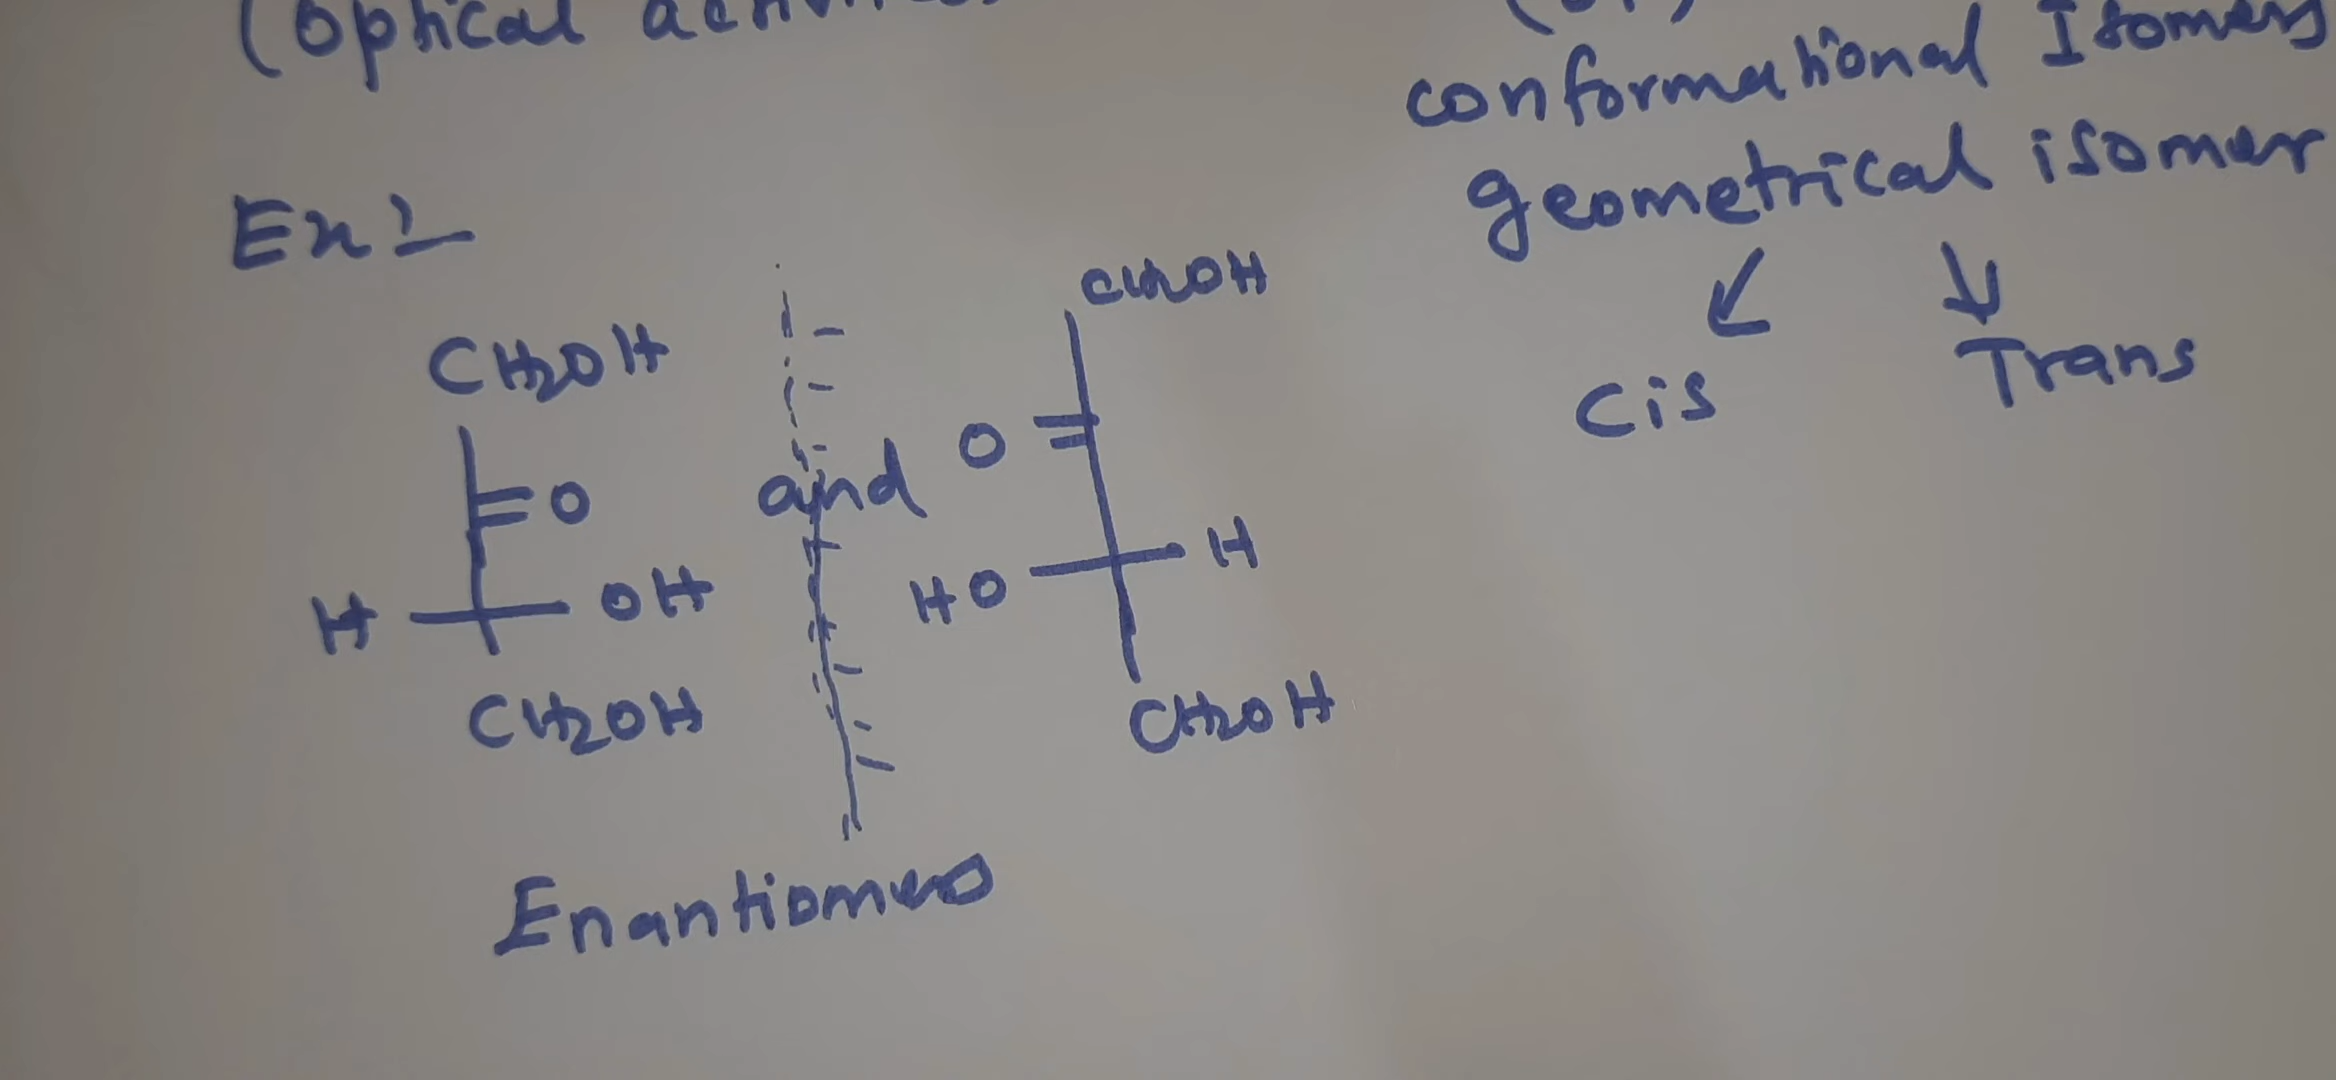 (optical
conformational Isomers
geometrical isomer
Ex:-
Cis Trans
CH2OH
O
H OH
CH2OH
and
CH2OH
O
HO H
CH2OH
Enantiomers